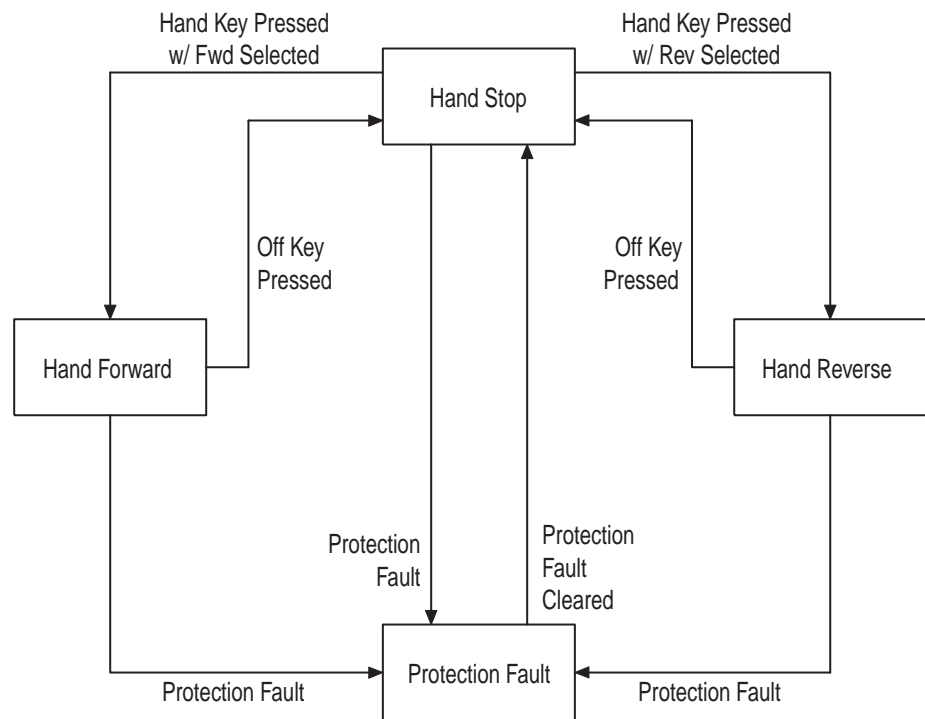 Hand Key Pressed
w/ Fwd Selected
Hand Key Pressed
w/ Rev Selected
Hand Stop
Off Key
Pressed
Off Key
Pressed
Hand Forward
Hand Reverse
Protection
Fault
Protection
Fault
Cleared
Protection Fault
Protection Fault
Protection Fault